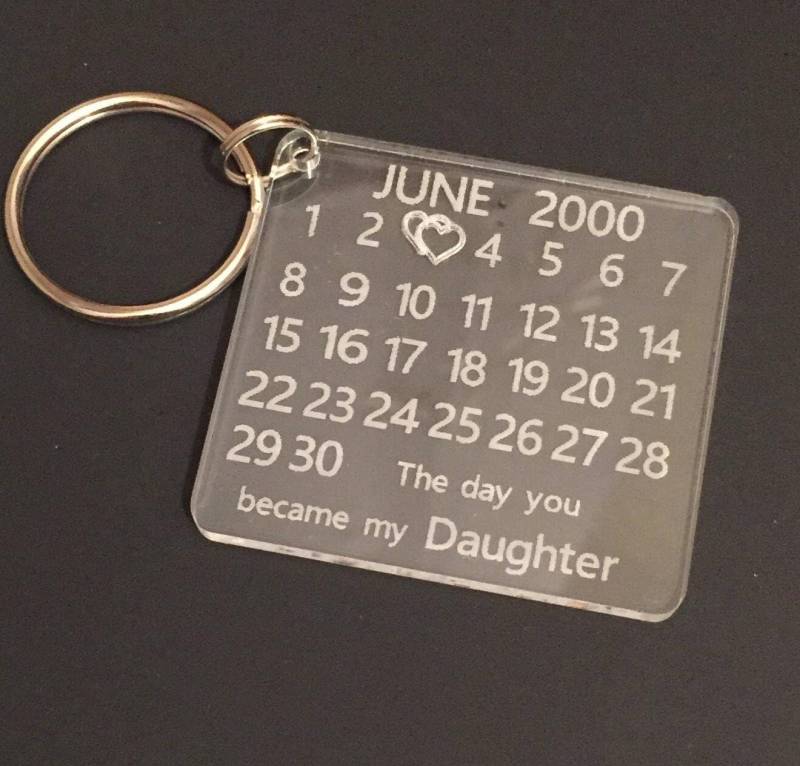 JUNE 2000
1 2 4 5 6 7
8 9 10 11 12 13 14
15 16 17 18 19 20 21
22 23 24 25 26 27 28
29 30 The day you
became my Daughter